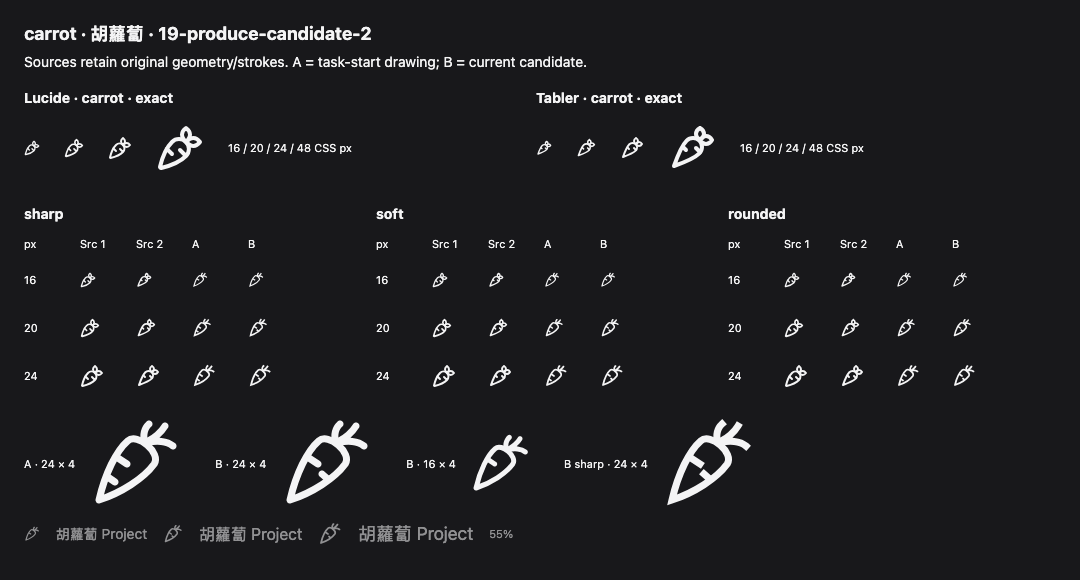 carrot · 胡蘿蔔 · 19-produce-candidate-2
Sources retain original geometry/strokes. A = task-start drawing; B = current candidate.
Lucide · carrot · exact
Tabler · carrot · exact
16 / 20 / 24 / 48 CSS px
16 / 20 / 24 / 48 CSS px
sharp
soft
rounded
px Src 1 Src 2 A B
px Src 1 Src 2 A B
px Src 1 Src 2 A B
16
16
16
20
20
20
24
24
24
A · 24 × 4
B · 24 × 4
B · 16 × 4
B sharp · 24 × 4
胡蘿蔔 Project
胡蘿蔔 Project
胡蘿蔔 Project
55%